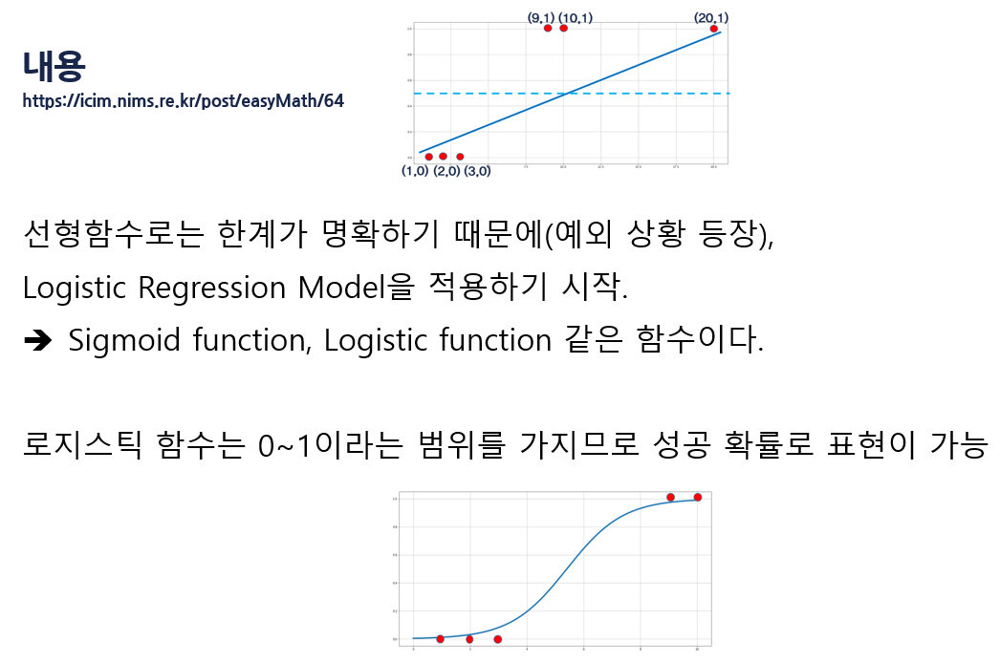 (9,1) (10,1) (20,1)
내용
https://icim.nims.re.kr/post/easyMath/64
(1,0) (2,0) (3,0)
선형함수로는 한계가 명확하기 때문에(예외 상황 등장),
Logistic Regression Model을 적용하기 시작.
➔ Sigmoid function, Logistic function 같은 함수이다.
로지스틱 함수는 0~1이라는 범위를 가지므로 성공 확률로 표현이 가능